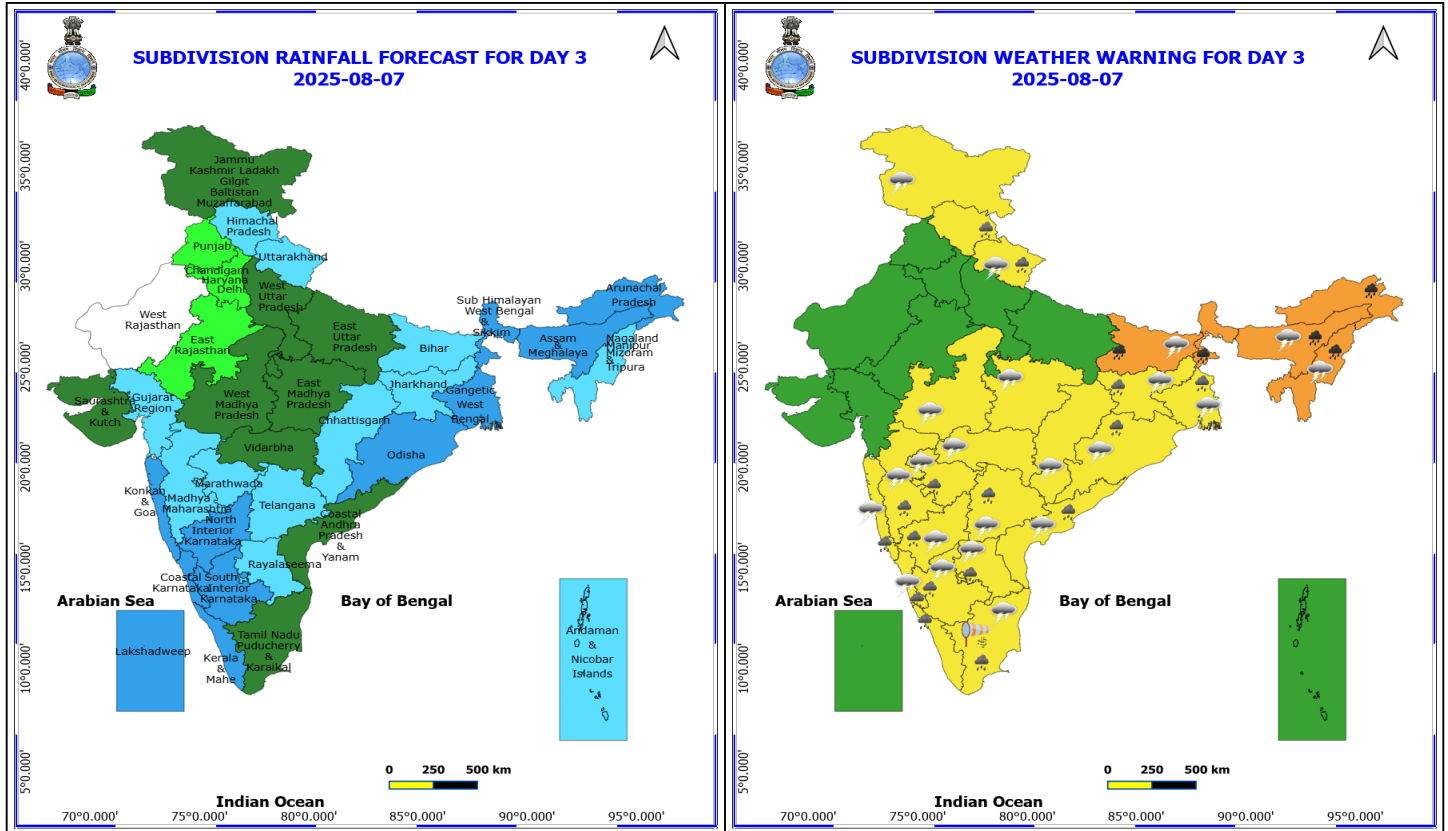 SUBDIVISION RAINFALL FORECAST FOR DAY 3
2025-08-07
40°0.000'
35°0.000'
30°0.000'
25°0.000'
20°0.000'
15°0.000'
10°0.000'
5°0.000'
Jammu
Kashmir Ladakh
Gilgit
Baltistan
Muzaffarabad
Himachal
Pradesh
Punjab
Uttarakhand
Chandigarh
Haryana
Delhi
West
Uttar
Pradesh
West
Rajasthan
East
Rajasthan
East
Uttar
Pradesh
Sub Himalayan
West Bengal
&
Sikkim
Arunachal
Pradesh
Assam
&
Meghalaya
Nagaland
Manipur
Mizoram
&
Tripura
Bihar
Jharkhand
Gangetic
West
Bengal
Saurashtra
&
Kutch
Gujarat
Region
West
Madhya
Pradesh
East
Madhya
Pradesh
Chhattisgarh
Vidarbha
Odisha
Konkan
&
Goa
Madhya
Maharashtra
Marathwada
Telangana
North
Interior
Karnataka
Coastal
Andhra
Pradesh
&
Yanam
Rayalaseema
Coastal
Karnataka
South
Interior
Karnataka
Arabian Sea
Bay of Bengal
Lakshadweep
Kerala
&
Mahe
Tamil Nadu
Puducherry
&
Karaikal
Andaman
&
Nicobar
Islands
0 250 500 km
Indian Ocean
70°0.000' 75°0.000' 80°0.000' 85°0.000' 90°0.000' 95°0.000'
SUBDIVISION WEATHER WARNING FOR DAY 3
2025-08-07
40°0.000'
35°0.000'
30°0.000'
25°0.000'
20°0.000'
15°0.000'
10°0.000'
5°0.000'
Arabian Sea
Bay of Bengal
0 250 500 km
Indian Ocean
70°0.000' 75°0.000' 80°0.000' 85°0.000' 90°0.000' 95°0.000'